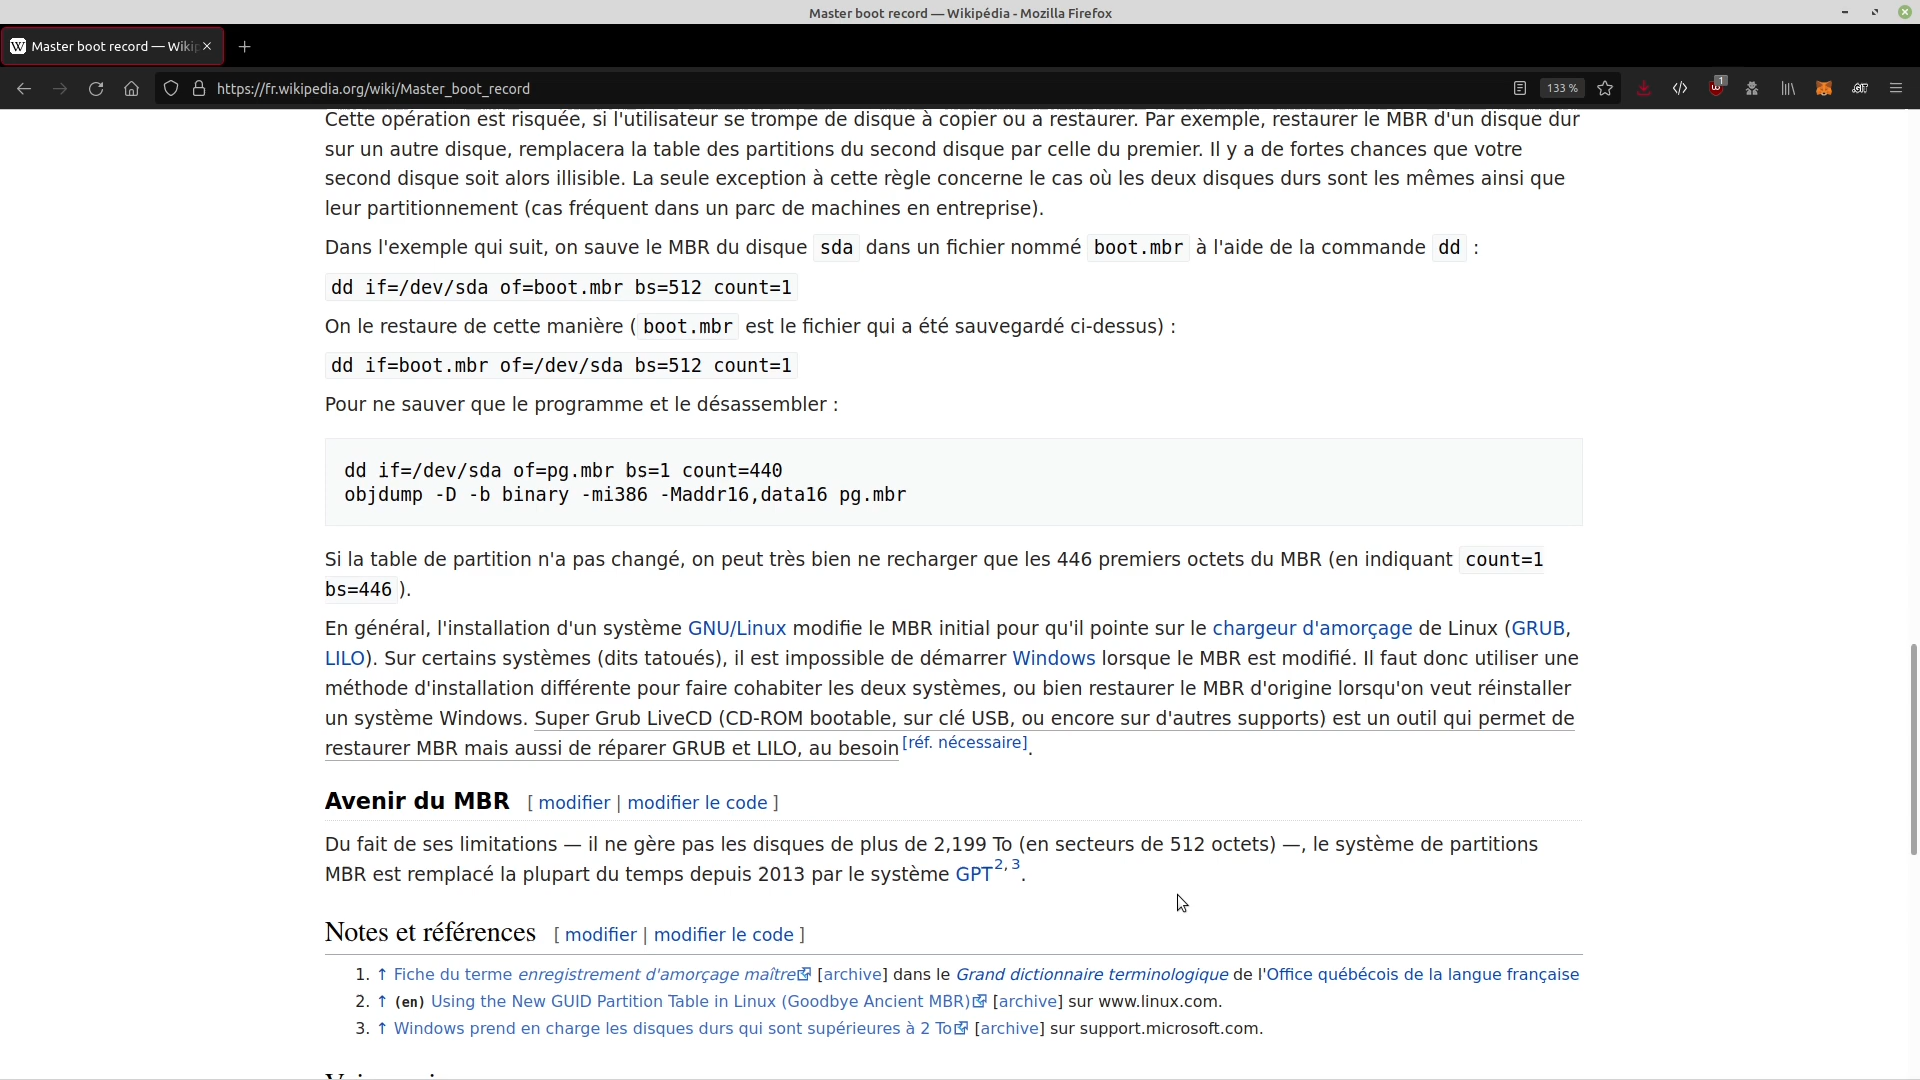 Master boot record — Wikipédia - Mozilla Firefox
Master boot record — Wikip
https://fr.wikipedia.org/wiki/Master_boot_record
133 %
1
Cette opération est risquée, si l'utilisateur se trompe de disque à copier ou a restaurer. Par exemple, restaurer le MBR d'un disque dur
sur un autre disque, remplacera la table des partitions du second disque par celle du premier. Il y a de fortes chances que votre
second disque soit alors illisible. La seule exception à cette règle concerne le cas où les deux disques durs sont les mêmes ainsi que
leur partitionnement (cas fréquent dans un parc de machines en entreprise).
Dans l'exemple qui suit, on sauve le MBR du disque sda dans un fichier nommé boot.mbr à l'aide de la commande dd :
dd if=/dev/sda of=boot.mbr bs=512 count=1
On le restaure de cette manière ( boot.mbr est le fichier qui a été sauvegardé ci-dessus) :
dd if=boot.mbr of=/dev/sda bs=512 count=1
Pour ne sauver que le programme et le désassembler :
dd if=/dev/sda of=pg.mbr bs=1 count=440
objdump -D -b binary -mi386 -Maddr16,data16 pg.mbr
Si la table de partition n'a pas changé, on peut très bien ne recharger que les 446 premiers octets du MBR (en indiquant count=1
bs=446 ).
En général, l'installation d'un système GNU/Linux modifie le MBR initial pour qu'il pointe sur le chargeur d'amorçage de Linux (GRUB,
LILO). Sur certains systèmes (dits tatoués), il est impossible de démarrer Windows lorsque le MBR est modifié. Il faut donc utiliser une
méthode d'installation différente pour faire cohabiter les deux systèmes, ou bien restaurer le MBR d'origine lorsqu'on veut réinstaller
un système Windows. Super Grub LiveCD (CD-ROM bootable, sur clé USB, ou encore sur d'autres supports) est un outil qui permet de
restaurer MBR mais aussi de réparer GRUB et LILO, au besoin [réf. nécessaire].
Avenir du MBR [ modifier | modifier le code ]
Du fait de ses limitations — il ne gère pas les disques de plus de 2,199 To (en secteurs de 512 octets) —, le système de partitions
MBR est remplacé la plupart du temps depuis 2013 par le système GPT2, 3.
Notes et références [ modifier | modifier le code ]
1. ↑ Fiche du terme enregistrement d'amorçage maître [archive] dans le Grand dictionnaire terminologique de l'Office québécois de la langue française
2. ↑ (en) Using the New GUID Partition Table in Linux (Goodbye Ancient MBR) [archive] sur www.linux.com.
3. ↑ Windows prend en charge les disques durs qui sont supérieures à 2 To [archive] sur support.microsoft.com.